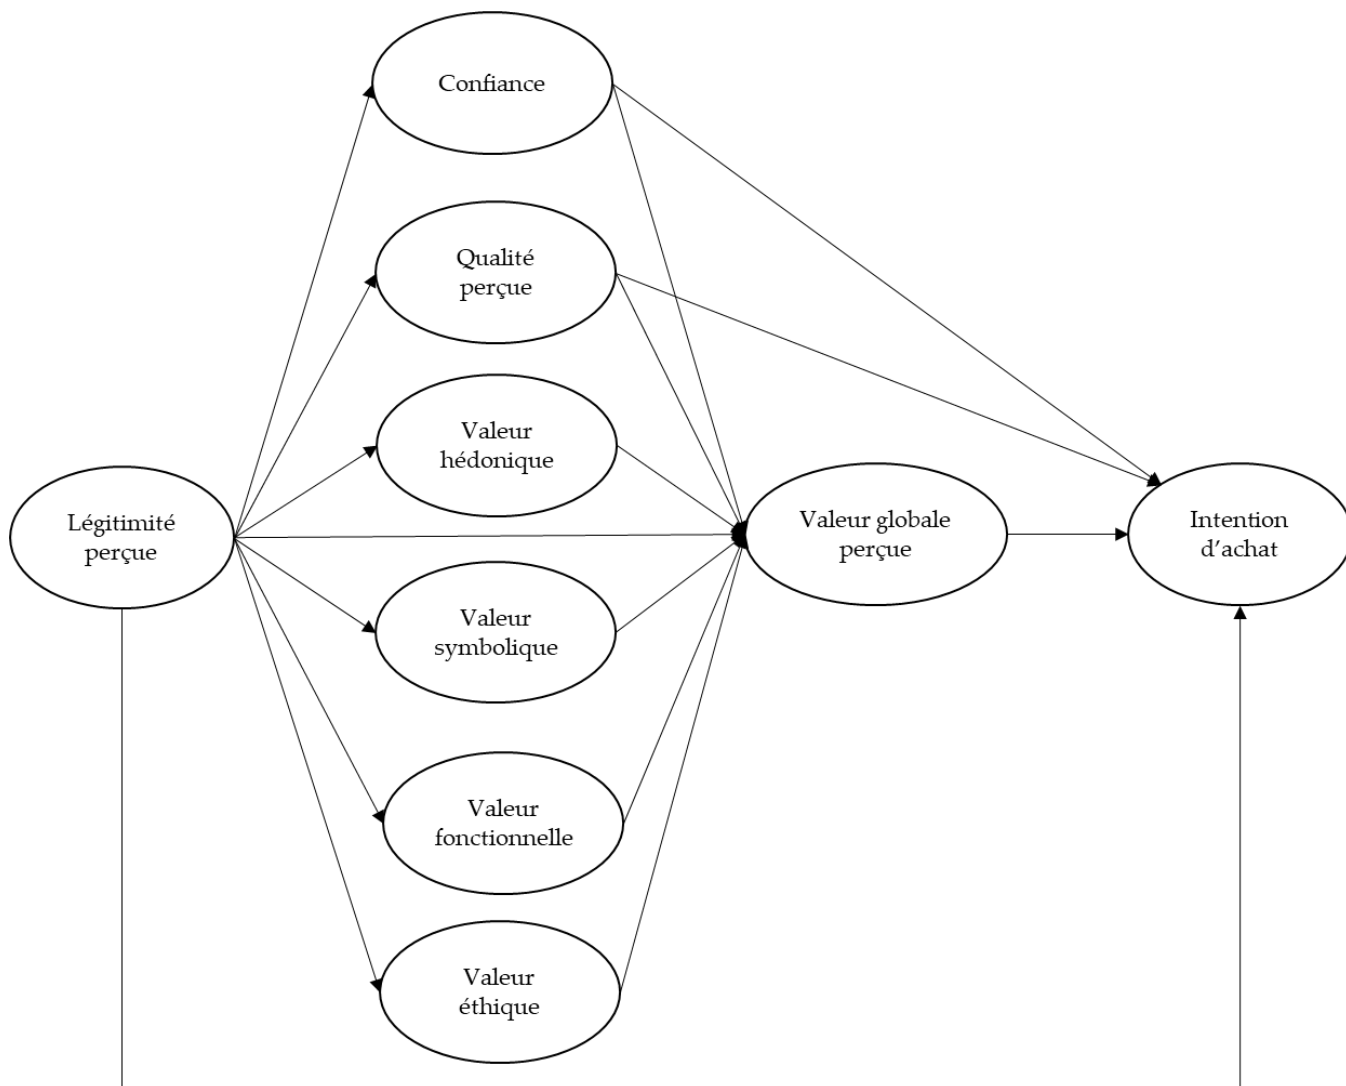 Confiance
Qualité
perçue
Valeur
hédonique
Légitimité
perçue
Valeur globale
perçue
Intention
d’achat
Valeur
symbolique
Valeur
fonctionnelle
Valeur
éthique